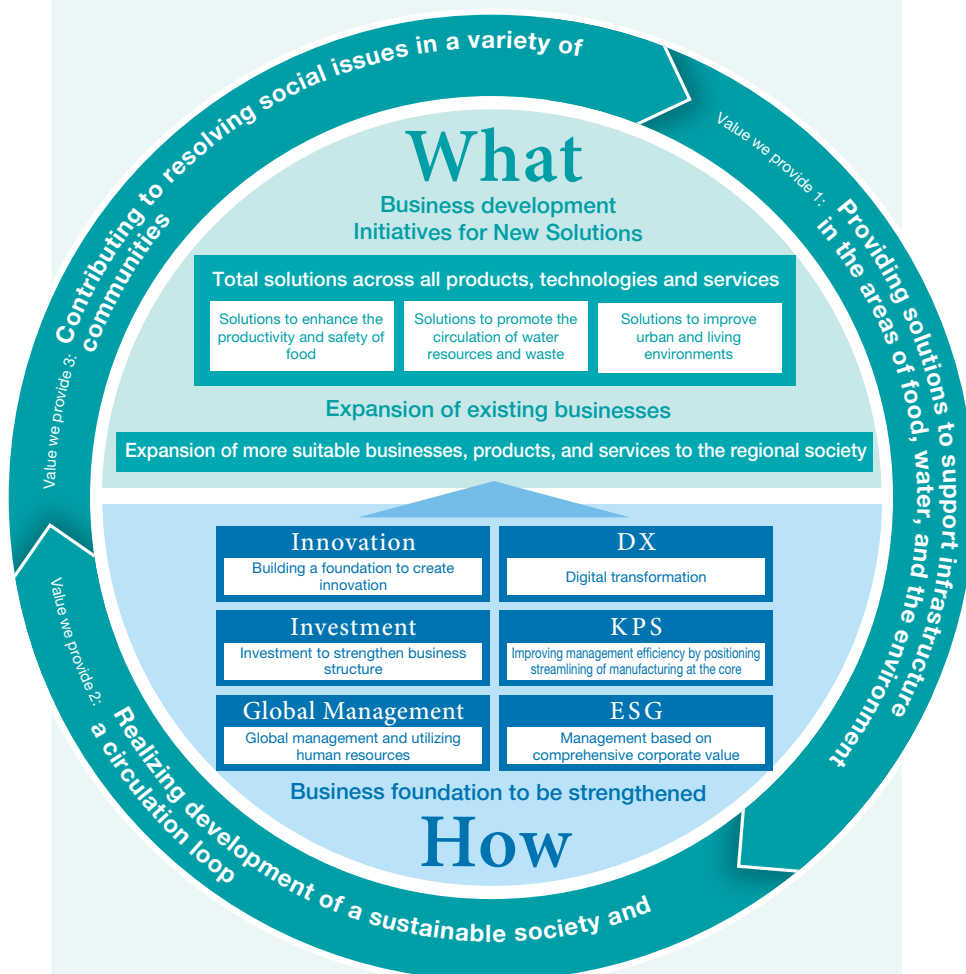 Value we provide 1:
Providing solutions to support infrastructure
in the areas of food, water, and the environment
Value we provide 2:
Realizing development of a sustainable society and
a circulation loop
Value we provide 3:
Contributing to resolving social issues in a variety of
communities
What
Business development
Initiatives for New Solutions
Total solutions across all products, technologies and services
Solutions to enhance the
productivity and safety of
food
Solutions to promote the
circulation of water
resources and waste
Solutions to improve
urban and living
environments
Expansion of existing businesses
Expansion of more suitable businesses, products, and services to the regional society
Innovation
Building a foundation to create
innovation
DX
Digital transformation
Investment
Investment to strengthen business
structure
KPS
Improving management efficiency by positioning
streamlining of manufacturing at the core
Global Management
Global management and utilizing
human resources
ESG
Management based on
comprehensive corporate value
Business foundation to be strengthened
How